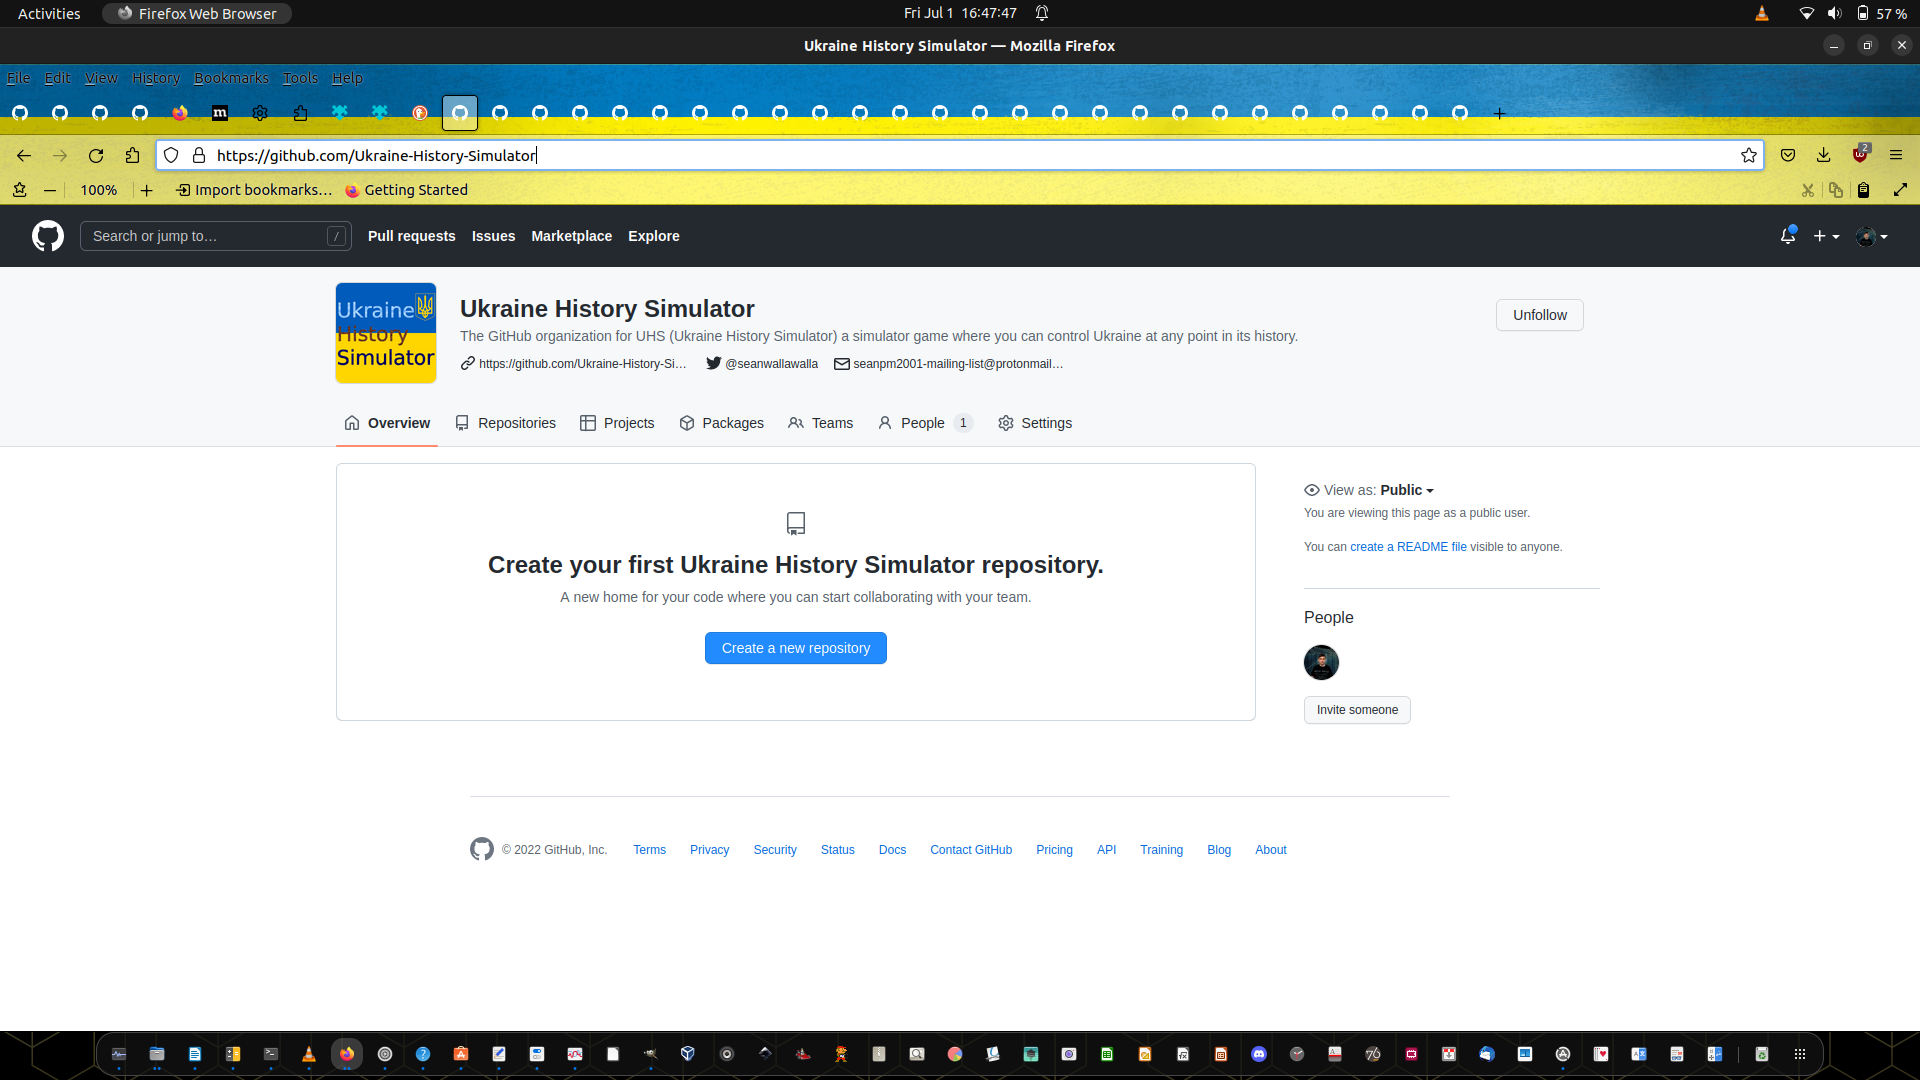 Activities Firefox Web Browser Fri Jul 1 16:47:47 57 %
Ukraine History Simulator — Mozilla Firefox
File Edit View History Bookmarks Tools Help
https://github.com/Ukraine-History-Simulator 2
100% Import bookmarks… Getting Started
Search or jump to… / Pull requests Issues Marketplace Explore
Ukraine
History
Simulator
Ukraine History Simulator
Unfollow
The GitHub organization for UHS (Ukraine History Simulator) a simulator game where you can control Ukraine at any point in its history.
https://github.com/Ukraine-History-Si… @seanwallawalla seanpm2001-mailing-list@protonmail…
Overview Repositories Projects Packages Teams People 1 Settings
View as: Public
You are viewing this page as a public user.
You can create a README file visible to anyone.
Create your first Ukraine History Simulator repository.
A new home for your code where you can start collaborating with your team.
Create a new repository
People
Invite someone
© 2022 GitHub, Inc. Terms Privacy Security Status Docs Contact GitHub Pricing API Training Blog About